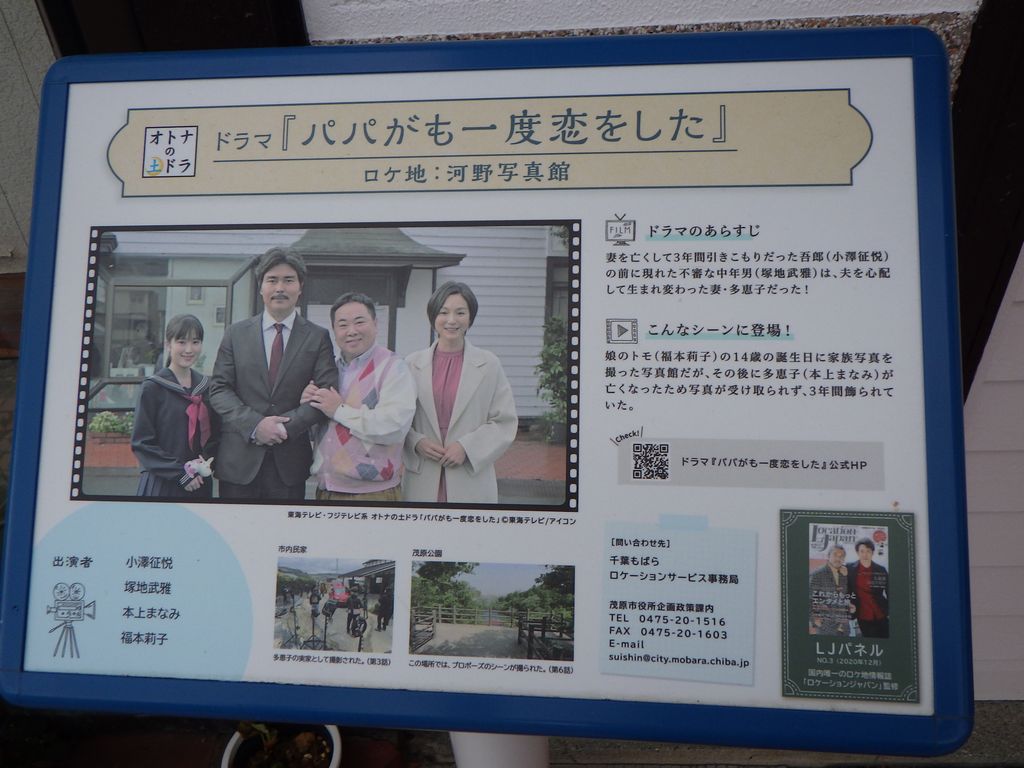 オトナ
の
土ドラ
ドラマ『パパがも一度恋をした』
ロケ地：河野写真館
FILM
ドラマのあらすじ
妻を亡くして3年間引きこもりだった吾郎(小澤征悦)
の前に現れた不審な中年男(塚地武雅)は、夫を心配
して生まれ変わった妻・多恵子だった！
こんなシーンに登場！
娘のトモ(福本莉子)の14歳の誕生日に家族写真を
撮った写真館だが、その後に多恵子(本上まなみ)が
亡くなったため写真が受け取られず、3年間飾られて
いた。
Check!
ドラマ『パパがも一度恋をした』公式HP
東海テレビ・フジテレビ系 オトナの土ドラ「パパがも一度恋をした」©東海テレビ/アイコン
出演者
小澤征悦
塚地武雅
本上まなみ
福本莉子
市内民家
多恵子の実家として撮影された。(第3話)
茂原公園
この場所では、プロポーズのシーンが撮られた。(第6話)
[問い合わせ先]
千葉もばら
ロケーションサービス事務局
茂原市役所企画政策課内
TEL 0475-20-1516
FAX 0475-20-1603
E-mail
suishin@city.mobara.chiba.jp
Location
Japan
これからもっと
エンタメと旅
LJパネル
NO.3 (2020年12月)
国内唯一のロケ地情報誌
「ロケーションジャパン」監修